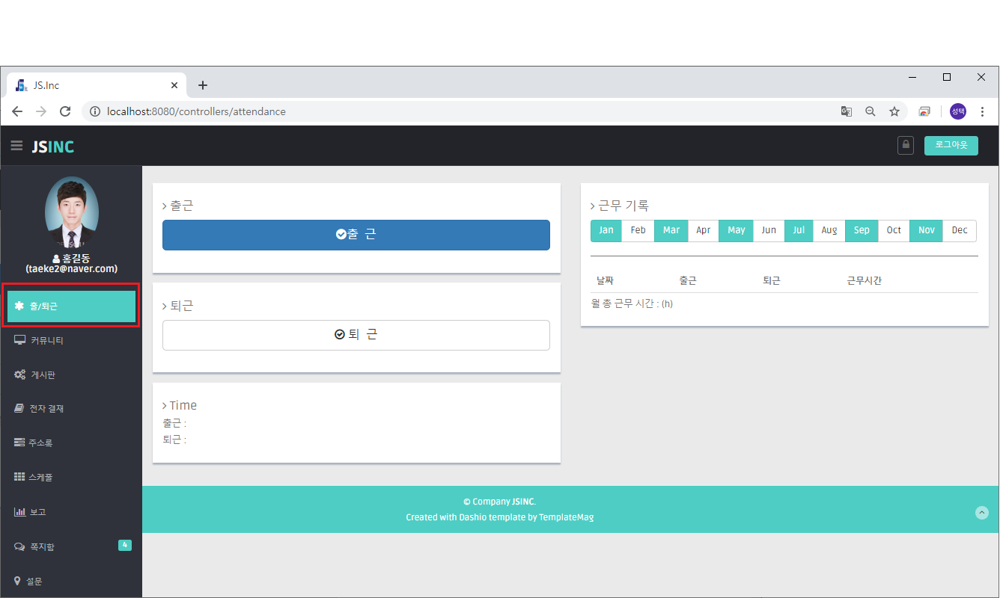 JS.Inc
localhost:8080/controllers/attendance
성택
JSINC
로그아웃
홍길동
(taeke2@naver.com)
출/퇴근
커뮤니티
게시판
전자 결재
주소록
스케쥴
보고
쪽지함 4
설문
출근
출 근
퇴근
퇴 근
Time
출근 :
퇴근 :
근무 기록
Jan Feb Mar Apr May Jun Jul Aug Sep Oct Nov Dec
날짜 출근 퇴근 근무시간
월 총 근무 시간 : (h)
© Company JSINC.
Created with Dashio template by TemplateMag